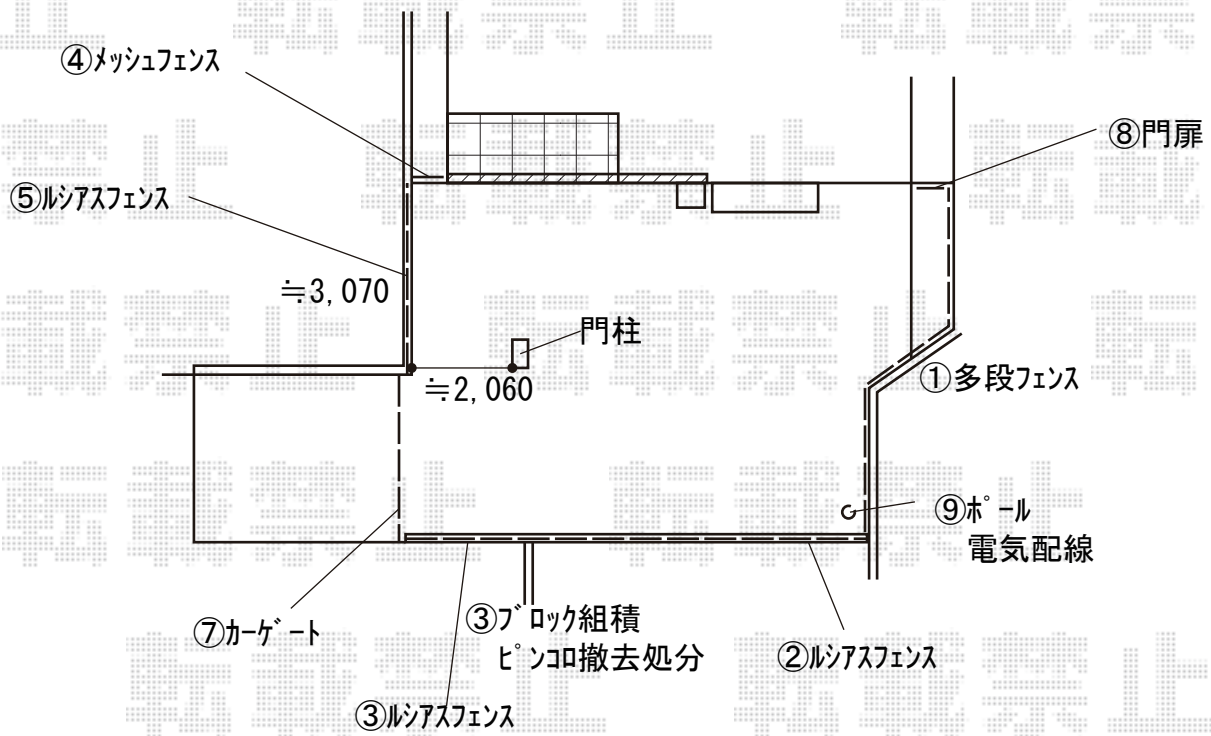 ④メッシュフェンス
⑧門扉
⑤ルシアスフェンス
≒3,070
門柱
≒2,060
①多段フェンス
⑨ポール
電気配線
⑦カーゲート
③ブロック組積
ピンコロ撤去処分
②ルシアスフェンス
③ルシアスフェンス
転載禁止